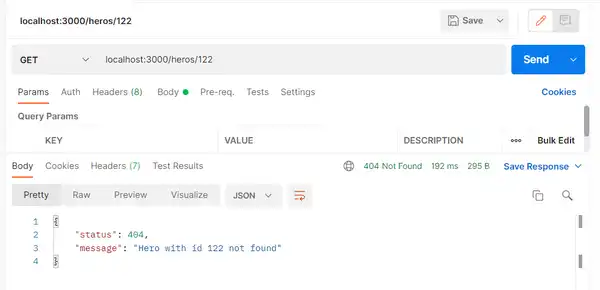 localhost:3000/heros/122
Save
GET localhost:3000/heros/122 Send
Params Auth Headers (8) Body Pre-req. Tests Settings Cookies
Query Params
KEY VALUE DESCRIPTION ••• Bulk Edit
Body Cookies Headers (7) Test Results 404 Not Found 192 ms 295 B Save Response
Pretty Raw Preview Visualize JSON
1 {
2 "status": 404,
3 "message": "Hero with id 122 not found"
4 }